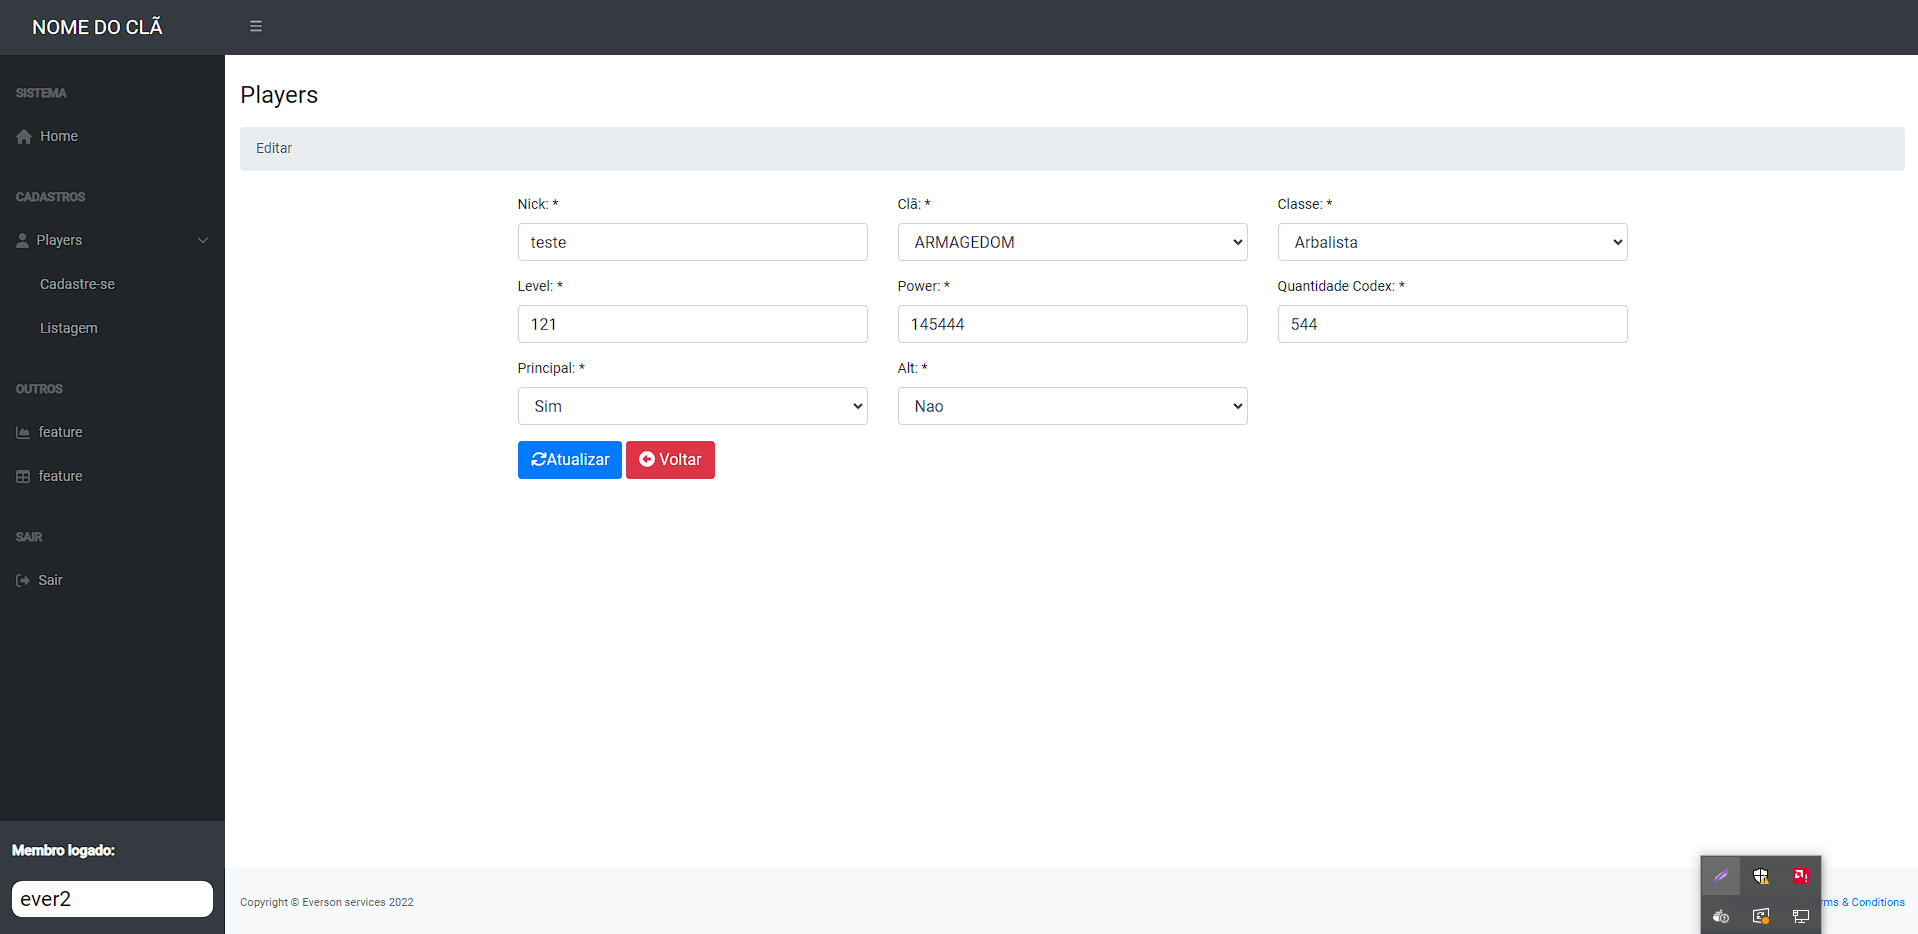 NOME DO CLÃ
SISTEMA
Home
CADASTROS
Players
Cadastre-se
Listagem
OUTROS
feature
feature
SAIR
Sair
Membro logado:
ever2
Players
Editar
Nick: *
Clã: *
Classe: *
teste
ARMAGEDOM
Arbalista
Level: *
Power: *
Quantidade Codex: *
121
145444
544
Principal: *
Alt: *
Sim
Nao
Atualizar
Voltar
Copyright © Everson services 2022
& Conditions